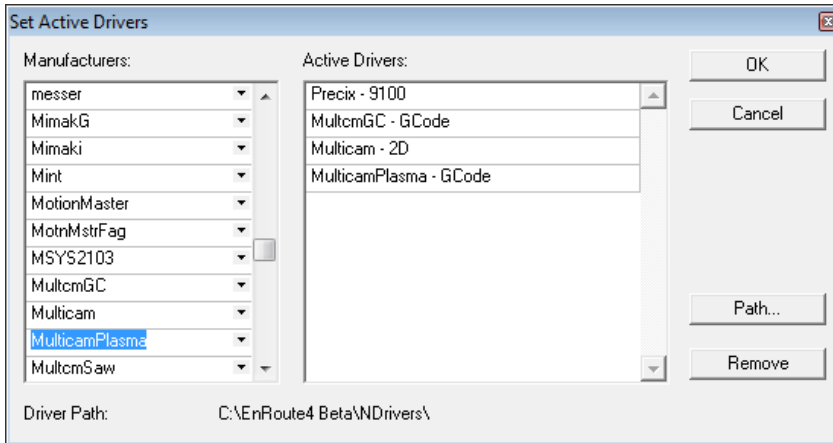 Set Active Drivers
Manufacturers:
Active Drivers:
OK
Cancel
messer
MimakG
Mimaki
Mint
MotionMaster
MotnMstrFag
MSYS2103
MultcmGC
Multicam
MulticamPlasma
MultcmSaw
Precix - 9100
MultcmGC - GCode
Multicam - 2D
MulticamPlasma - GCode
Path...
Remove
Driver Path: C:\EnRoute4 Beta\NDrivers\